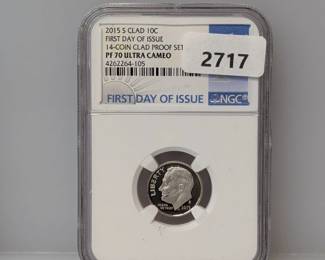 2015 S CLAD 10C
FIRST DAY OF ISSUE
14-COIN CLAD PROOF SET
PF 70 ULTRA CAMEO
4262264-105
2717
FIRST DAY OF ISSUE
NGC
LIBERTY
2015